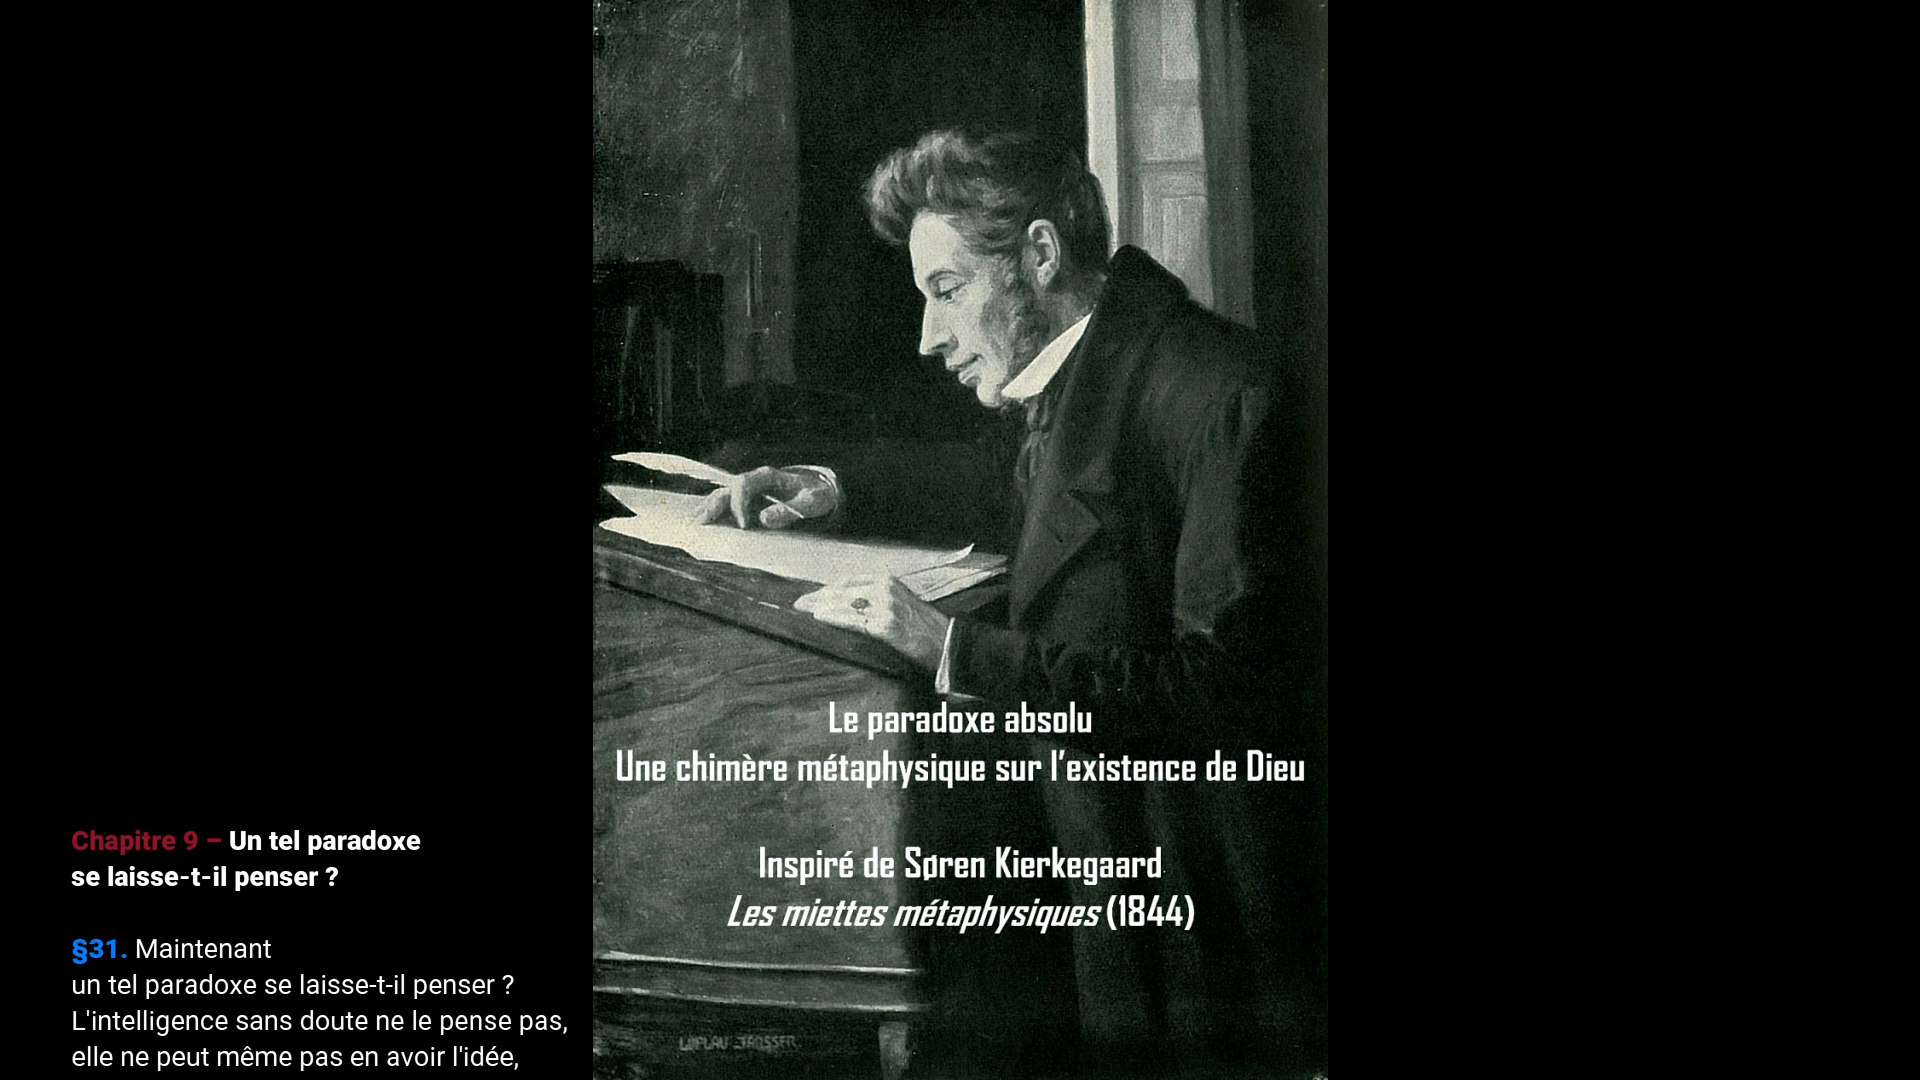 Le paradoxe absolu
Une chimère métaphysique sur l'existence de Dieu
Inspiré de Søren Kierkegaard
Les miettes métaphysiques (1844)
Chapitre 9 – Un tel paradoxe
se laisse-t-il penser ?
§31. Maintenant
un tel paradoxe se laisse-t-il penser ?
L'intelligence sans doute ne le pense pas,
elle ne peut même pas en avoir l'idée,